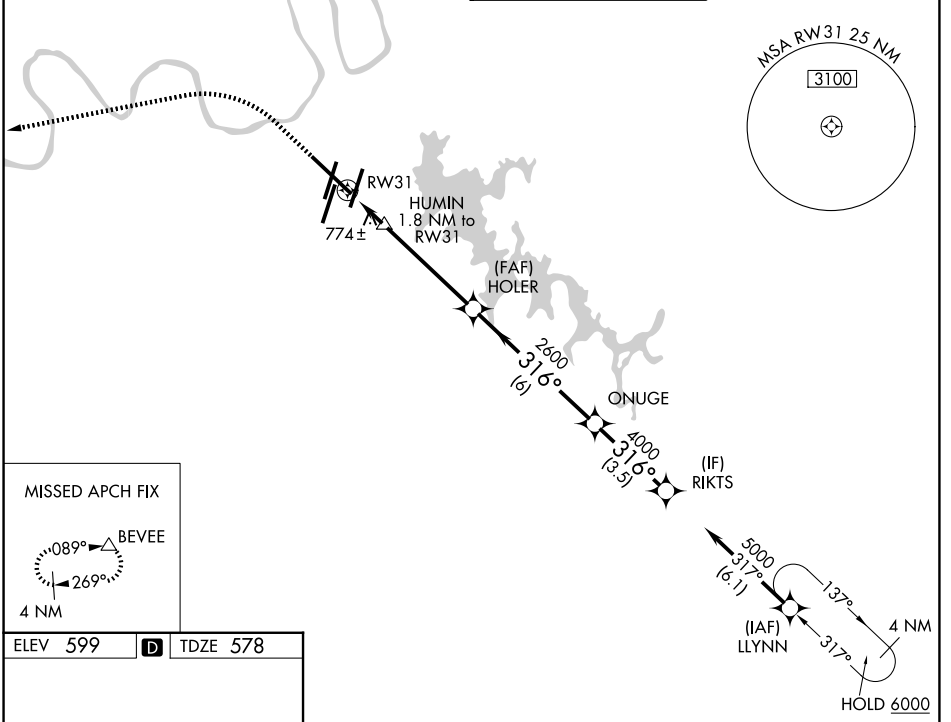 MSA RW31 25 NM
3100
RW31
HUMIN
1.8 NM to
RW31
774±
(FAF)
HOLER
2600
316°
(6)
ONUGE
4000
316°
(3.5)
(IF)
RIKTS
5000
317°
(6.1)
(IAF)
LLYNN
137°
317°
4 NM
HOLD 6000
MISSED APCH FIX
BEVEE
089°
269°
4 NM
ELEV 599 D TDZE 578